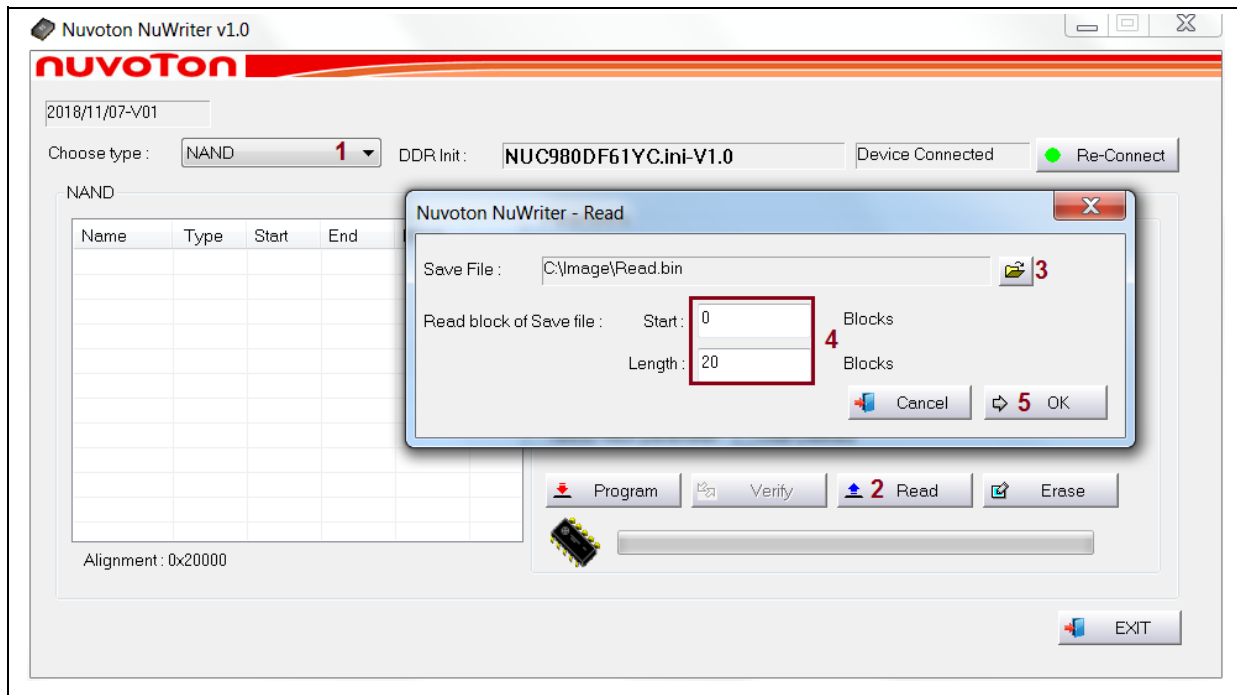 Nuvoton NuWriter v1.0
nuvoTon
2018/11/07-V01
Choose type : NAND 1 DDR Init : NUC980DF61YC.ini-V1.0 Device Connected Re-Connect
NAND
Nuvoton NuWriter - Read
Name Type Start End
Save File : C:\Image\Read.bin 3
Read block of Save file : Start : 0 Blocks
4
Length : 20 Blocks
Cancel 5 OK
Program Verify 2 Read Erase
Alignment : 0x20000
EXIT